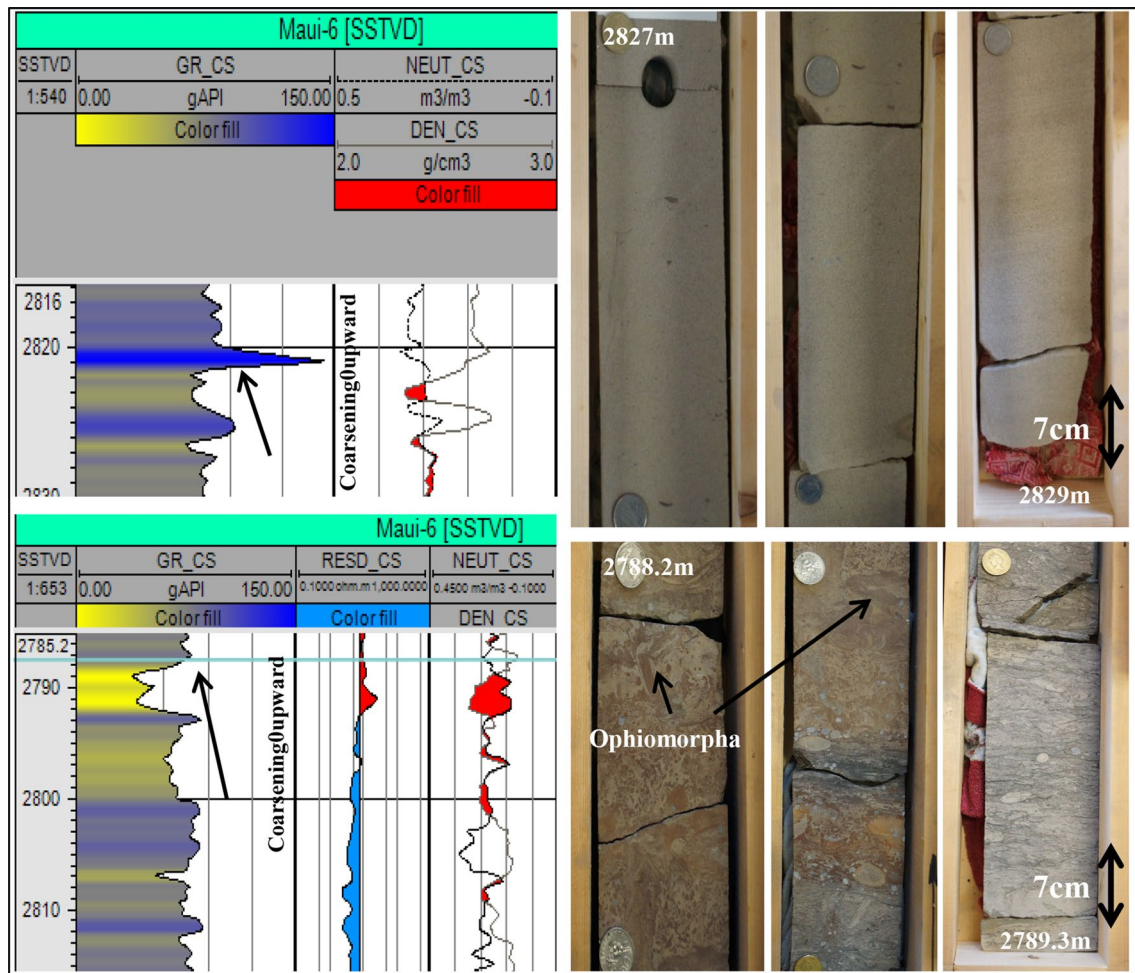 Maui-6 [SSTVD]
SSTVD GR_CS NEUT_CS
1:540 0.00 gAPI 150.00 0.5 m3/m3 -0.1
Color fill DEN_CS
2.0 g/cm3 3.0
Color fill
2816
2820
2830
Coarsening0upward
2827m
7cm
2829m
Maui-6 [SSTVD]
SSTVD GR_CS RESD_CS NEUT_CS
1:653 0.00 gAPI 150.00 0.1000 ohm.m 1,000.0000 0.4500 m3/m3 -0.1000
Color fill Color fill DEN_CS
2785.2
2790
2800
2810
Coarsening0upward
2788.2m
Ophiomorpha
7cm
2789.3m